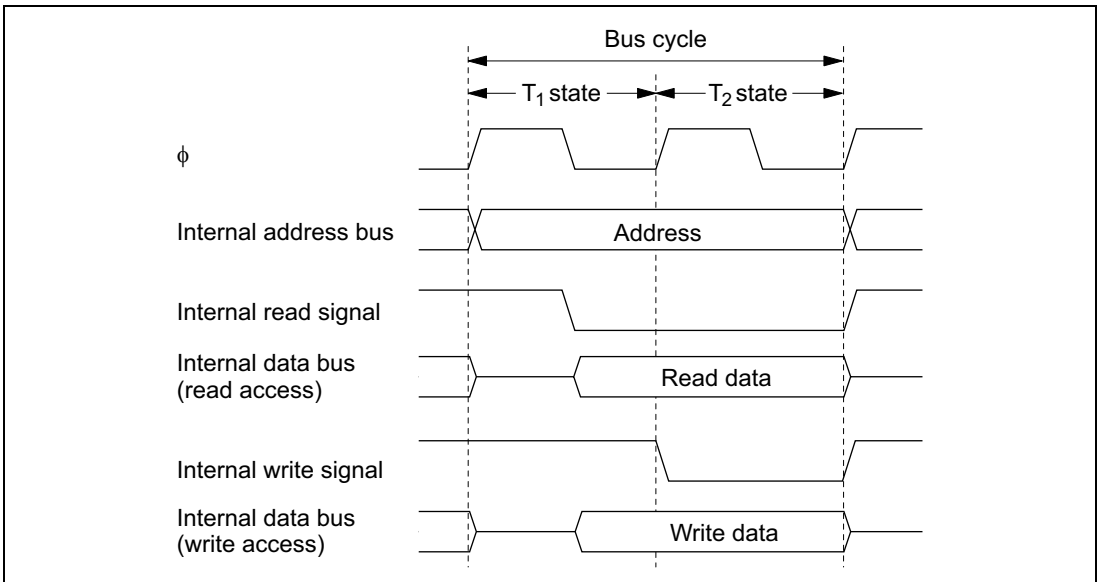 Bus cycle
T1 state
T2 state
ϕ
Internal address bus
Address
Internal read signal
Internal data bus
(read access)
Read data
Internal write signal
Internal data bus
(write access)
Write data